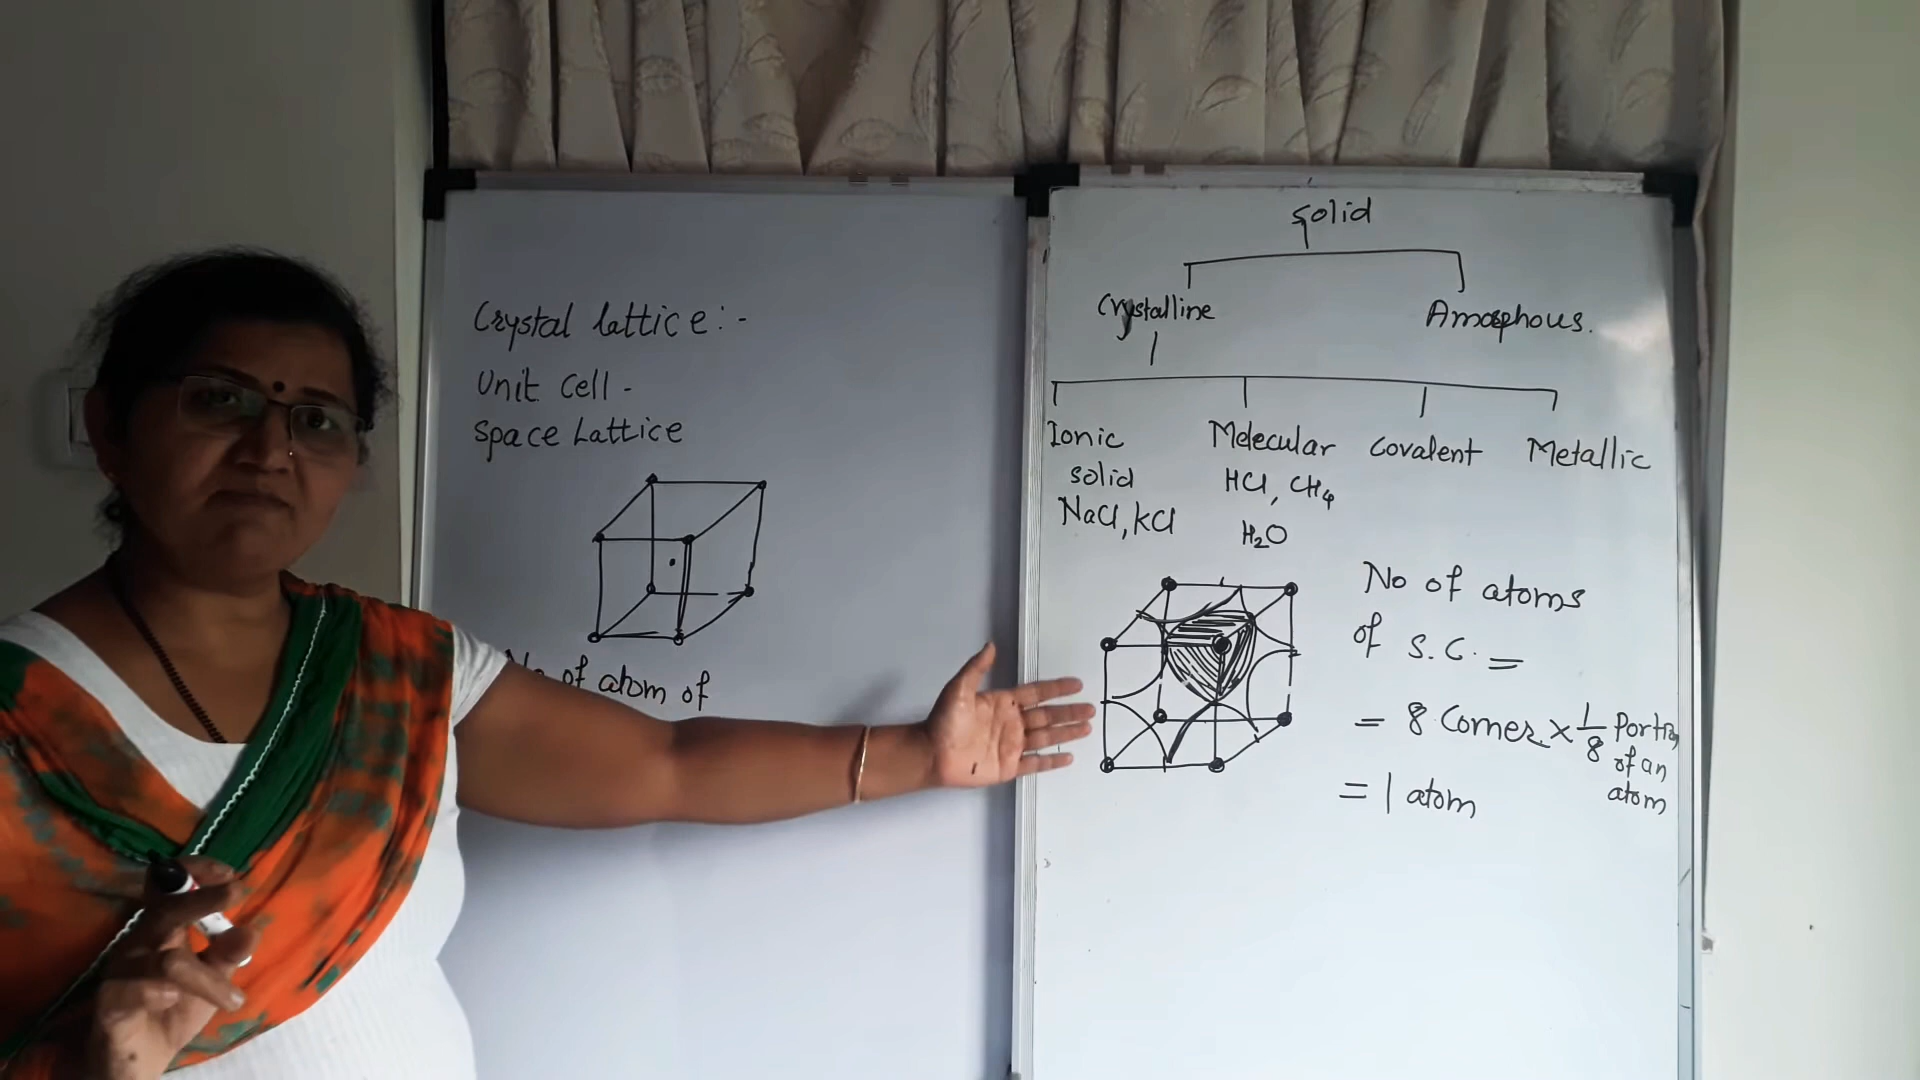 Crystal lattice:-
Unit cell -
Space Lattice
of atom of
solid
Crystalline
Amorphous.
Ionic
solid
NaCl, KCl
Molecular
HCl, CH4
H2O
Covalent
Metallic
No of atoms
of S.C. =
= 8 Corner × 1/8 
of an
atom
= 1 atom